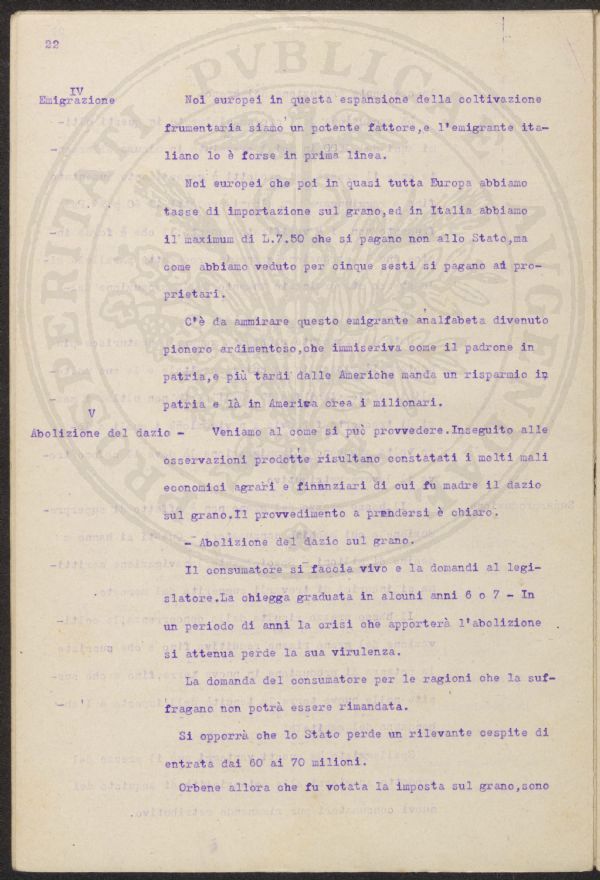 22
IV
Emigrazione
Noi europei in questa espansione della coltivazione
frumentaria siamo un potente fattore,e l'emigrante ita-
liano lo è forse in prima linea.
Noi europei che poi in quasi tutta Europa abbiamo
tasse di importazione sul grano,ed in Italia abbiamo
il maximum di L.7.50 che si pagano non allo Stato,ma
come abbiamo veduto per cinque sesti si pagano ai pro-
prietari.
C'è da ammirare questo emigrante analfabeta divenuto
pionero ardimentoso,che immiseriva come il padrone in
patria,e più tardi dalle Americhe manda un risparmio in
patria e là in America crea i milionari.
V
Abolizione del dazio - Veniamo al come si può provvedere.Inseguito alle
osservazioni prodotte risultano constatati i molti mali
economici agrari e finanziari di cui fu madre il dazio
sul grano.Il provvedimento a prendersi è chiaro.
- Abolizione del dazio sul grano.
Il consumatore si faccia vivo e la domandi al legi-
slatore.La chiegga graduata in alcuni anni 6 o 7 - In
un periodo di anni la crisi che apporterà l'abolizione
si attenua perde la sua virulenza.
La domanda del consumatore per le ragioni che la suf-
fragano non potrà essere rimandata.
Si opporrà che lo Stato perde un rilevante cespite di
entrata dai 60 ai 70 milioni.
Orbene allora che fu votata la imposta sul grano,sono
PROSPERITATI PVBLICAE AVGENDAE